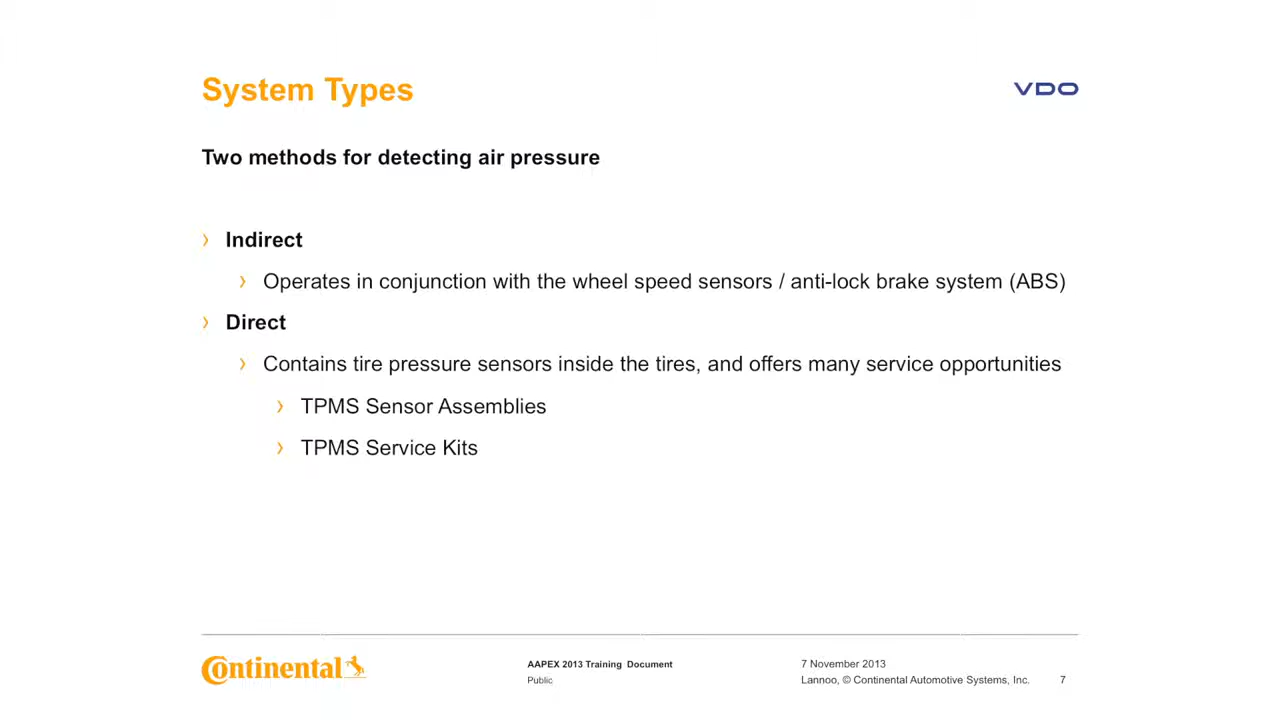 System Types
VDO
Two methods for detecting air pressure
› Indirect
› Operates in conjunction with the wheel speed sensors / anti-lock brake system (ABS)
› Direct
› Contains tire pressure sensors inside the tires, and offers many service opportunities
› TPMS Sensor Assemblies
› TPMS Service Kits
Continental
AAPEX 2013 Training Document
Public
7 November 2013
Lannoo, © Continental Automotive Systems, Inc.
7